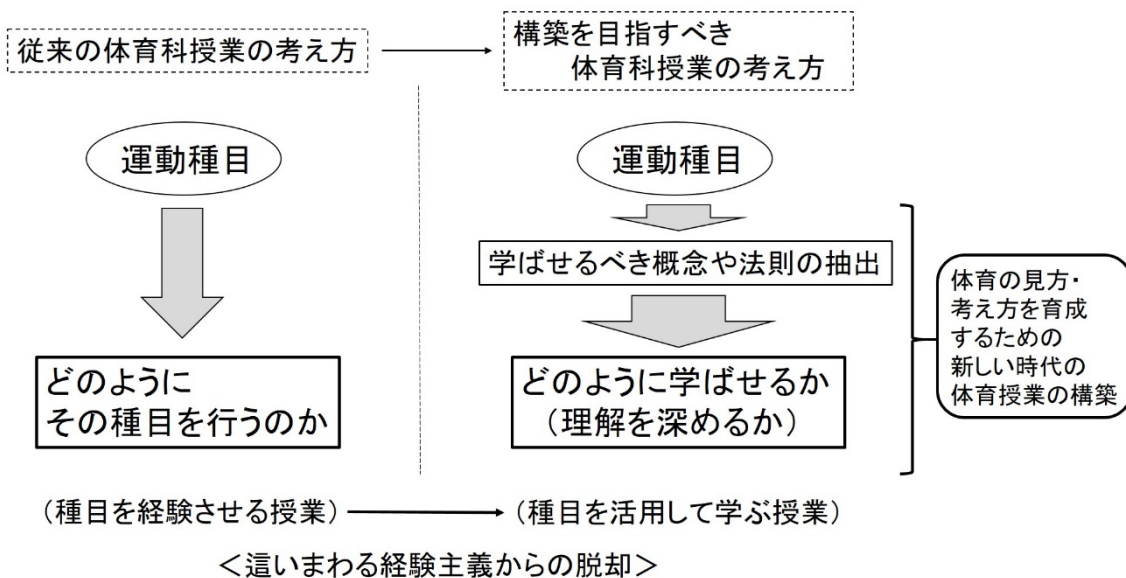 従来の体育科授業の考え方
構築を目指すべき
体育科授業の考え方
運動種目
どのように
その種目を行うのか
運動種目
学ばせるべき概念や法則の抽出
どのように学ばせるか
(理解を深めるか)
体育の見方・
考え方を育成
するための
新しい時代の
体育授業の構築
(種目を経験させる授業)
(種目を活用して学ぶ授業)
＜這いまわる経験主義からの脱却＞